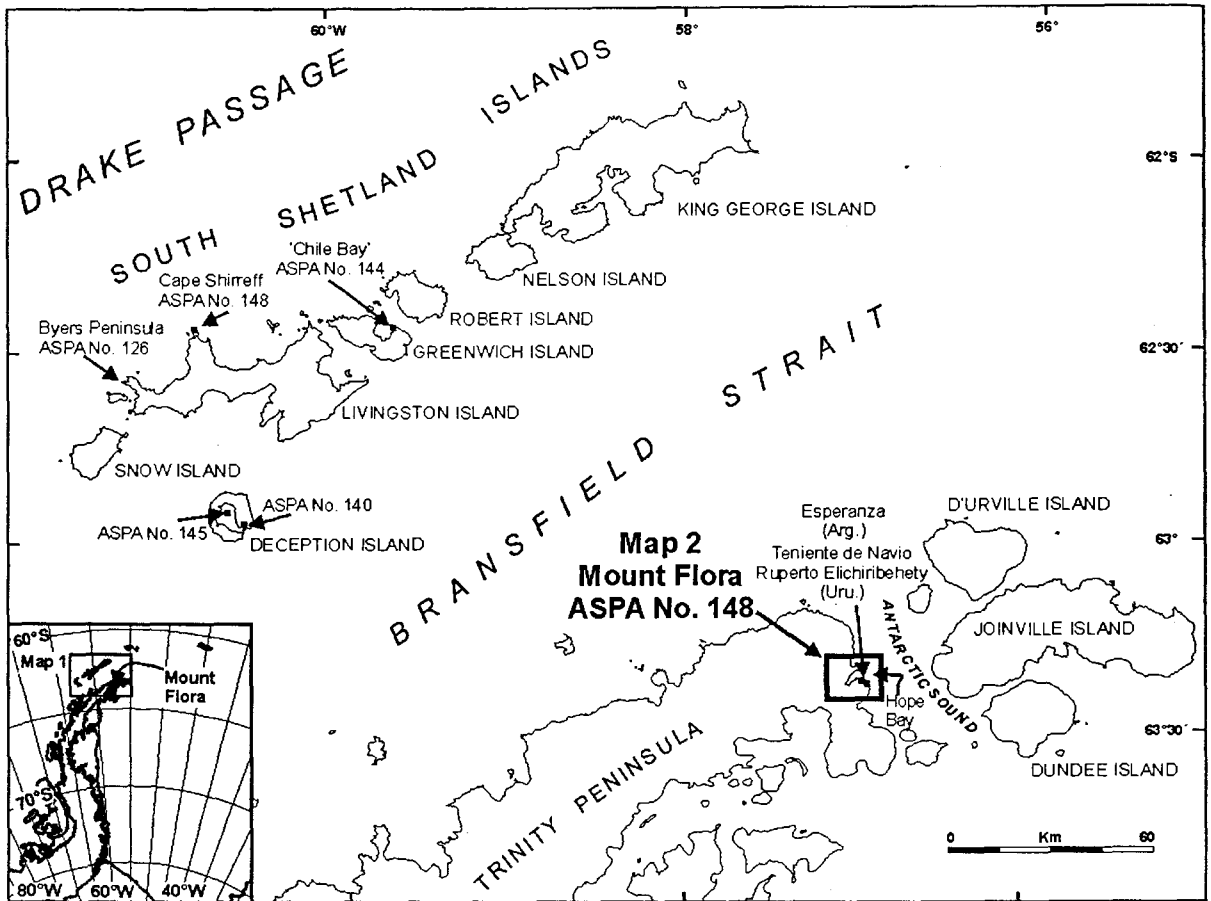 60°W
58°
56°
DRAKE PASSAGE
SOUTH SHETLAND ISLANDS
62°S
KING GEORGE ISLAND
'Chile Bay'
ASPA No. 144
NELSON ISLAND
Cape Shirreff
ASPA No. 148
ROBERT ISLAND
Byers Peninsula
ASPA No. 126
GREENWICH ISLAND
62°30´
LIVINGSTON ISLAND
SNOW ISLAND
ASPA No. 140
ASPA No. 145
DECEPTION ISLAND
BRANSFIELD STRAIT
D'URVILLE ISLAND
Esperanza
(Arg.)
Teniente de Navio
Ruperto Elichiribehety
(Uru.)
63°
Map 2
Mount Flora
ASPA No. 148
ANTARCTIC SOUND
JOINVILLE ISLAND
Hope
Bay
63°30´
DUNDEE ISLAND
TRINITY PENINSULA
0 Km 60
60°S
Map 1
Mount
Flora
70°S
80°W 60°W 40°W